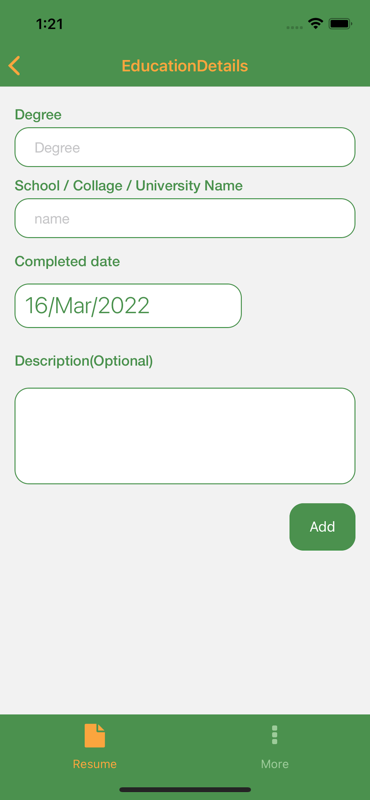 1:21
EducationDetails
Degree
Degree
School / Collage / University Name
name
Completed date
16/Mar/2022
Description(Optional)
Add
Resume
More